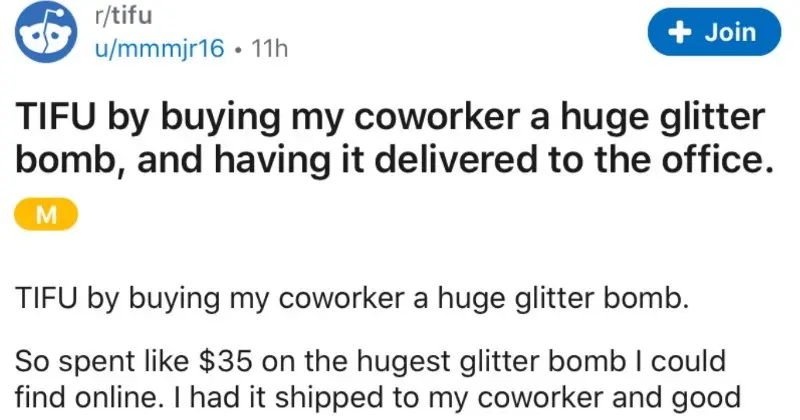 r/tifu
u/mmmjr16 • 11h
+ Join
TIFU by buying my coworker a huge glitter
bomb, and having it delivered to the office.
M
TIFU by buying my coworker a huge glitter bomb.
So spent like $35 on the hugest glitter bomb I could
find online. I had it shipped to my coworker and good